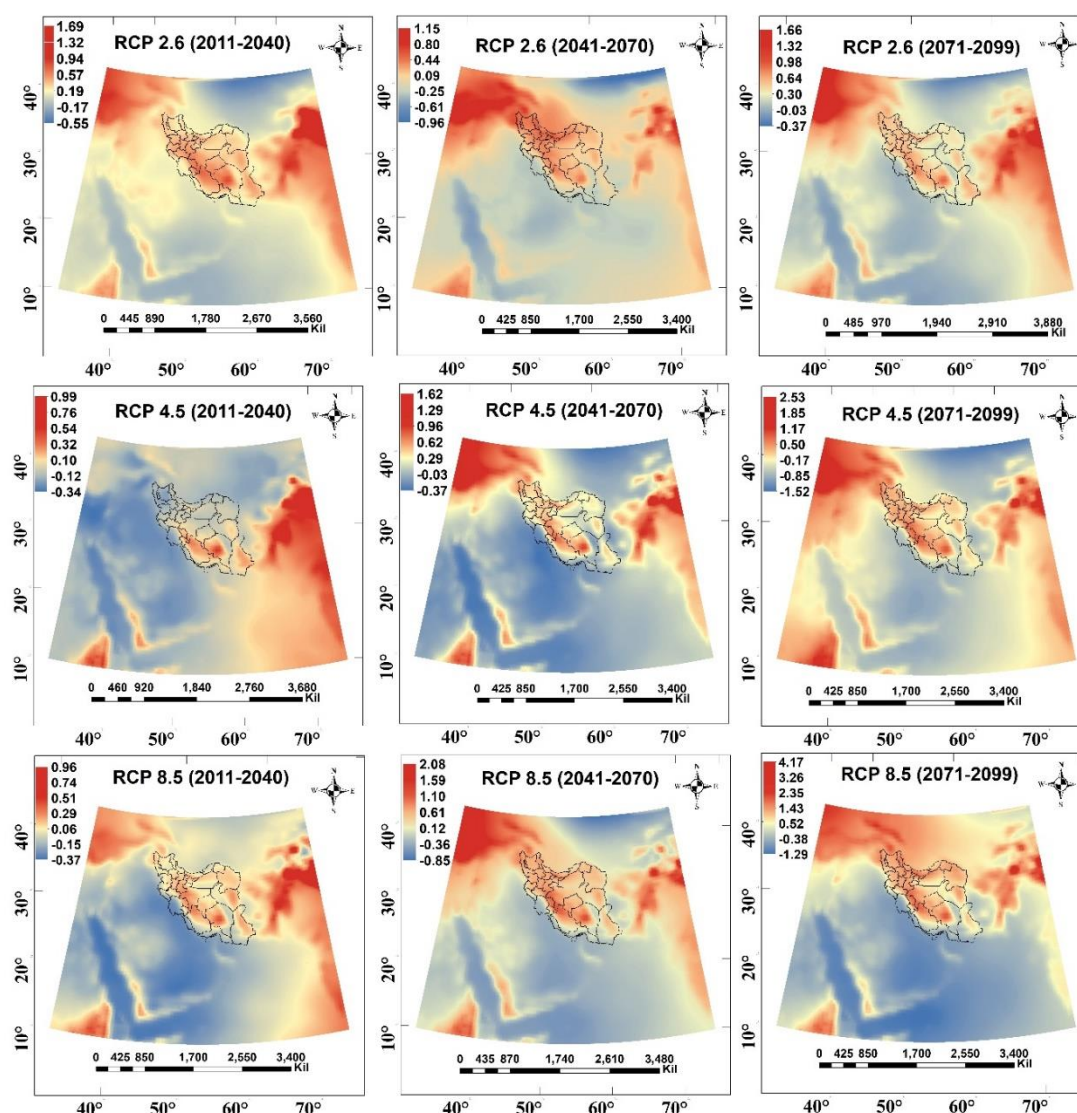 RCP 2.6 (2011-2040)
N
W E
S
1.69
1.32
0.94
0.57
0.19
-0.17
-0.55
40°
30°
20°
10°
0 445 890 1,780 2,670 3,560
Kil
RCP 2.6 (2041-2070)
N
W E
S
1.15
0.80
0.44
0.09
-0.25
-0.61
-0.96
40°
30°
20°
10°
0 425 850 1,700 2,550 3,400
Kil
RCP 2.6 (2071-2099)
N
W E
S
1.66
1.32
0.98
0.64
0.30
-0.03
-0.37
40°
30°
20°
10°
0 485 970 1,940 2,910 3,880
Kil
40° 50° 60° 70°
40° 50° 60° 70°
40° 50° 60° 70°
RCP 4.5 (2011-2040)
N
W E
S
0.99
0.76
0.54
0.32
0.10
-0.12
-0.34
40°
30°
20°
10°
0 460 920 1,840 2,760 3,680
Kil
RCP 4.5 (2041-2070)
N
W E
S
1.62
1.29
0.96
0.62
0.29
-0.03
-0.37
40°
30°
20°
10°
0 425 850 1,700 2,550 3,400
Kil
RCP 4.5 (2071-2099)
N
W E
S
2.53
1.85
1.17
0.50
-0.17
-0.85
-1.52
40°
30°
20°
10°
0 425 850 1,700 2,550 3,400
Kil
40° 50° 60° 70°
40° 50° 60° 70°
40° 50° 60° 70°
RCP 8.5 (2011-2040)
N
W E
S
0.96
0.74
0.51
0.29
0.06
-0.15
-0.37
40°
30°
20°
10°
0 425 850 1,700 2,550 3,400
Kil
RCP 8.5 (2041-2070)
N
W E
S
2.08
1.59
1.10
0.61
0.12
-0.36
-0.85
40°
30°
20°
10°
0 435 870 1,740 2,610 3,480
Kil
RCP 8.5 (2071-2099)
N
W E
S
4.17
3.26
2.35
1.43
0.52
-0.38
-1.29
40°
30°
20°
10°
0 425 850 1,700 2,550 3,400
Kil
40° 50° 60° 70°
40° 50° 60° 70°
40° 50° 60° 70°